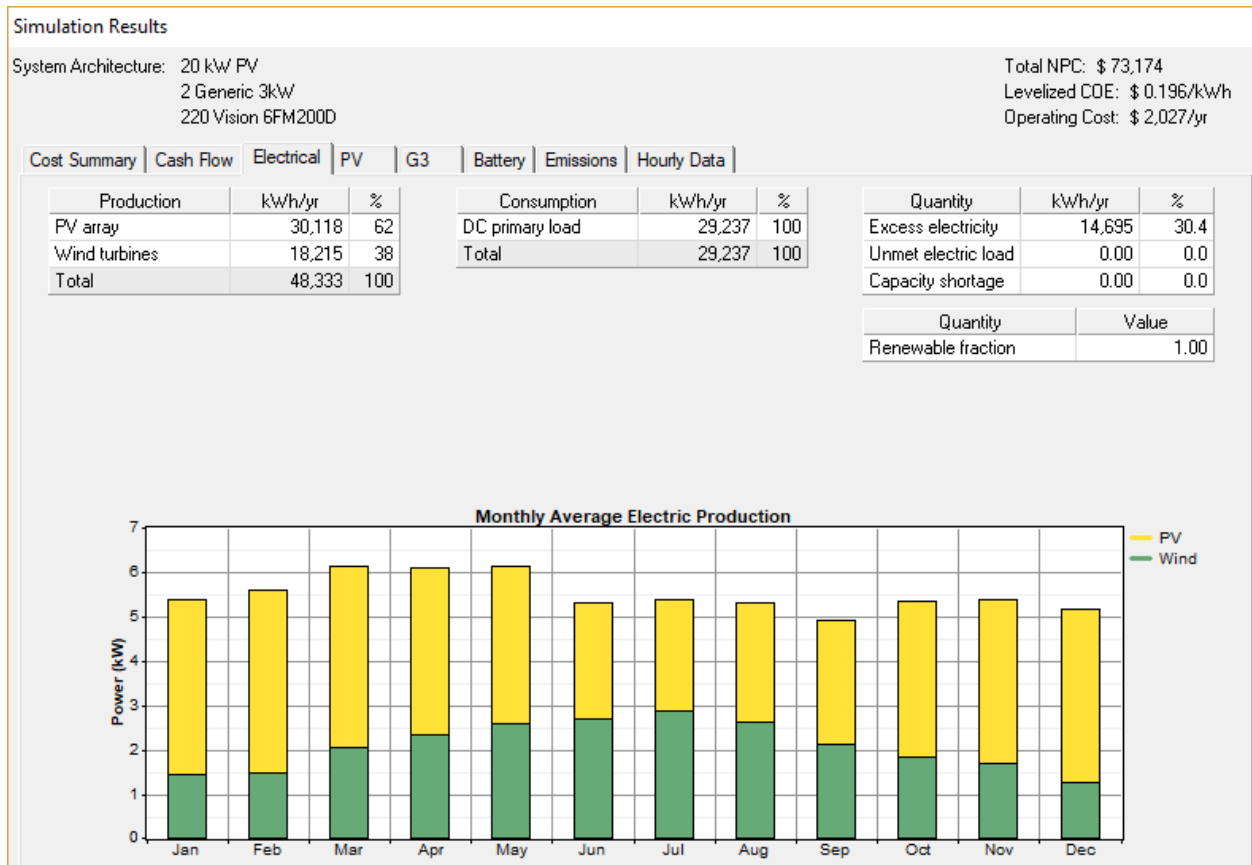 Simulation Results
System Architecture: 20 kW PV
2 Generic 3kW
220 Vision 6FM200D
Total NPC: $ 73,174
Levelized COE: $ 0.196/kWh
Operating Cost: $ 2,027/yr
Cost Summary Cash Flow Electrical PV G3 Battery Emissions Hourly Data
Production kWh/yr %
PV array 30,118 62
Wind turbines 18,215 38
Total 48,333 100
Consumption kWh/yr %
DC primary load 29,237 100
Total 29,237 100
Quantity kWh/yr %
Excess electricity 14,695 30.4
Unmet electric load 0.00 0.0
Capacity shortage 0.00 0.0
Quantity Value
Renewable fraction 1.00
Monthly Average Electric Production
Power (kW)
7
6
5
4
3
2
1
0
Jan Feb Mar Apr May Jun Jul Aug Sep Oct Nov Dec
PV
Wind